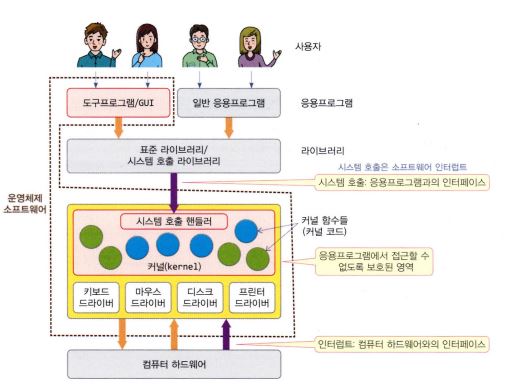 사용자
도구프로그램/GUI
일반 응용프로그램
응용프로그램
표준 라이브러리/
시스템 호출 라이브러리
라이브러리
시스템 호출은 소프트웨어 인터럽트
시스템 호출: 응용프로그램과의 인터페이스
운영체제
소프트웨어
시스템 호출 핸들러
커널 함수들
(커널 코드)
커널(kernel)
응용프로그램에서 접근할 수
없도록 보호된 영역
키보드
드라이버
마우스
드라이버
디스크
드라이버
프린터
드라이버
인터럽트: 컴퓨터 하드웨어와의 인터페이스
컴퓨터 하드웨어